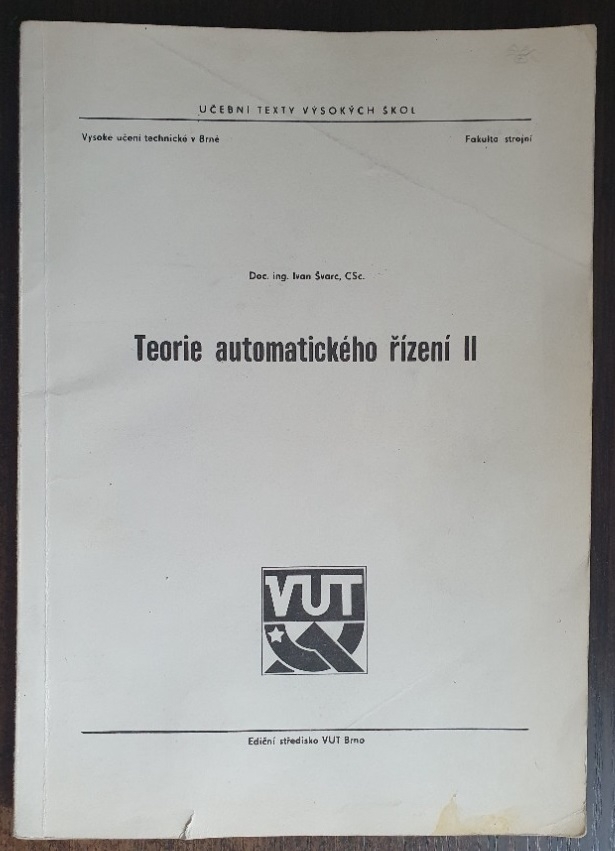 UČEBNÍ TEXTY VYSOKÝCH ŠKOL
Vysoké učení technické v Brně
Fakulta strojní
Doc. ing. Ivan Švarc, CSc.
Teorie automatického řízení II
VUT
Ediční středisko VUT Brno